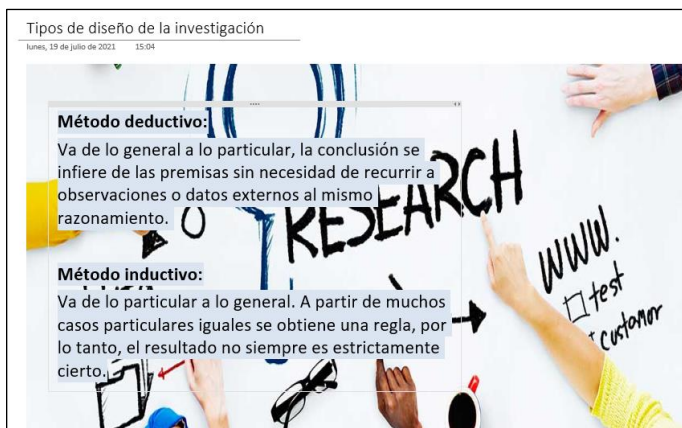 Tipos de diseño de la investigación
lunes, 19 de julio de 2021 15:04
Método deductivo:
Va de lo general a lo particular, la conclusión se
infiere de las premisas sin necesidad de recurrir a
observaciones o datos externos al mismo
razonamiento.
RESEARCH
Método inductivo:
Va de lo particular a lo general. A partir de muchos
casos particulares iguales se obtiene una regla, por
lo tanto, el resultado no siempre es estrictamente
cierto.
WWW.
test
customor